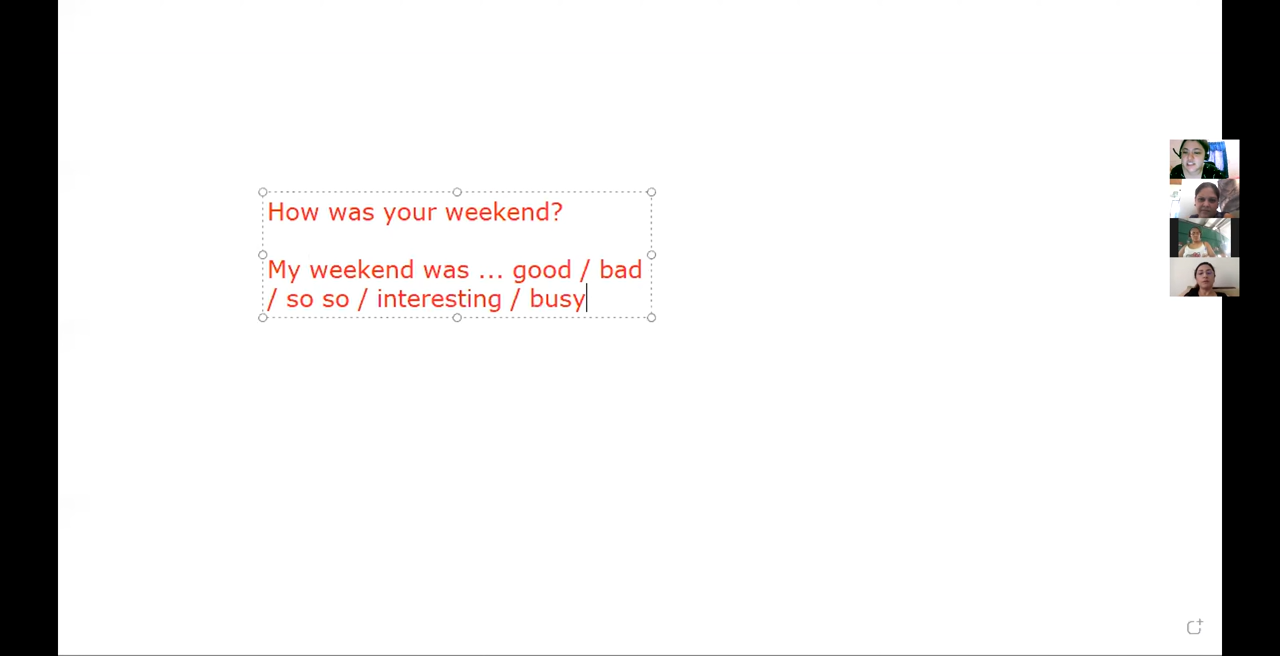 How was your weekend?
My weekend was ... good / bad
/ so so / interesting / busy